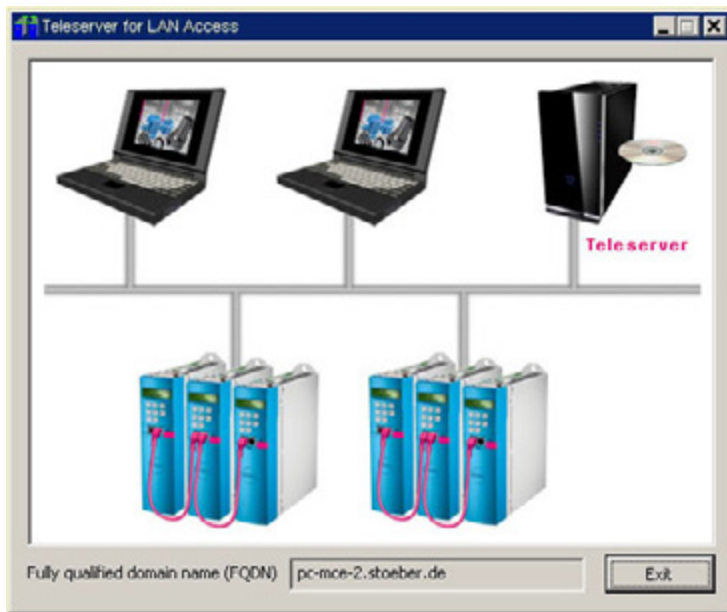 Teleserver for LAN Access
Teleserver
Fully qualified domain name (FQDN) pc-mce-2.stoeber.de Exit